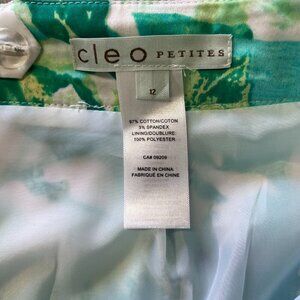 cleo PETITES
12
97% COTTON/COTON
3% SPANDEX
LINING/DOUBLURE:
100% POLYESTER
CA# 09209
MADE IN CHINA
FABRIQUÉ EN CHINE